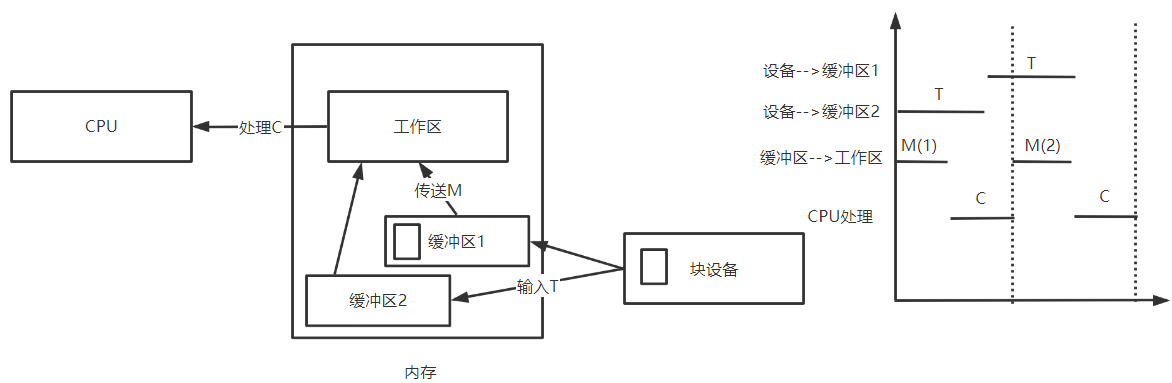 CPU
处理C
工作区
传送M
缓冲区1
缓冲区2
输入T
块设备
内存
设备-->缓冲区1
T
设备-->缓冲区2
T
缓冲区-->工作区
M(1)
M(2)
CPU处理
C
C